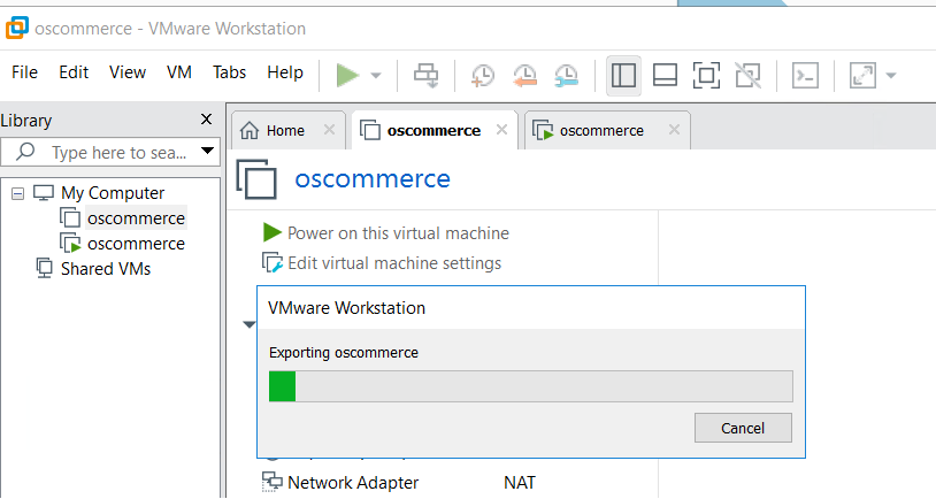 oscommerce - VMware Workstation
File Edit View VM Tabs Help
Library
Type here to sea...
My Computer
oscommerce
oscommerce
Shared VMs
Home
oscommerce
oscommerce
oscommerce
Power on this virtual machine
Edit virtual machine settings
VMware Workstation
Exporting oscommerce
Cancel
Network Adapter NAT